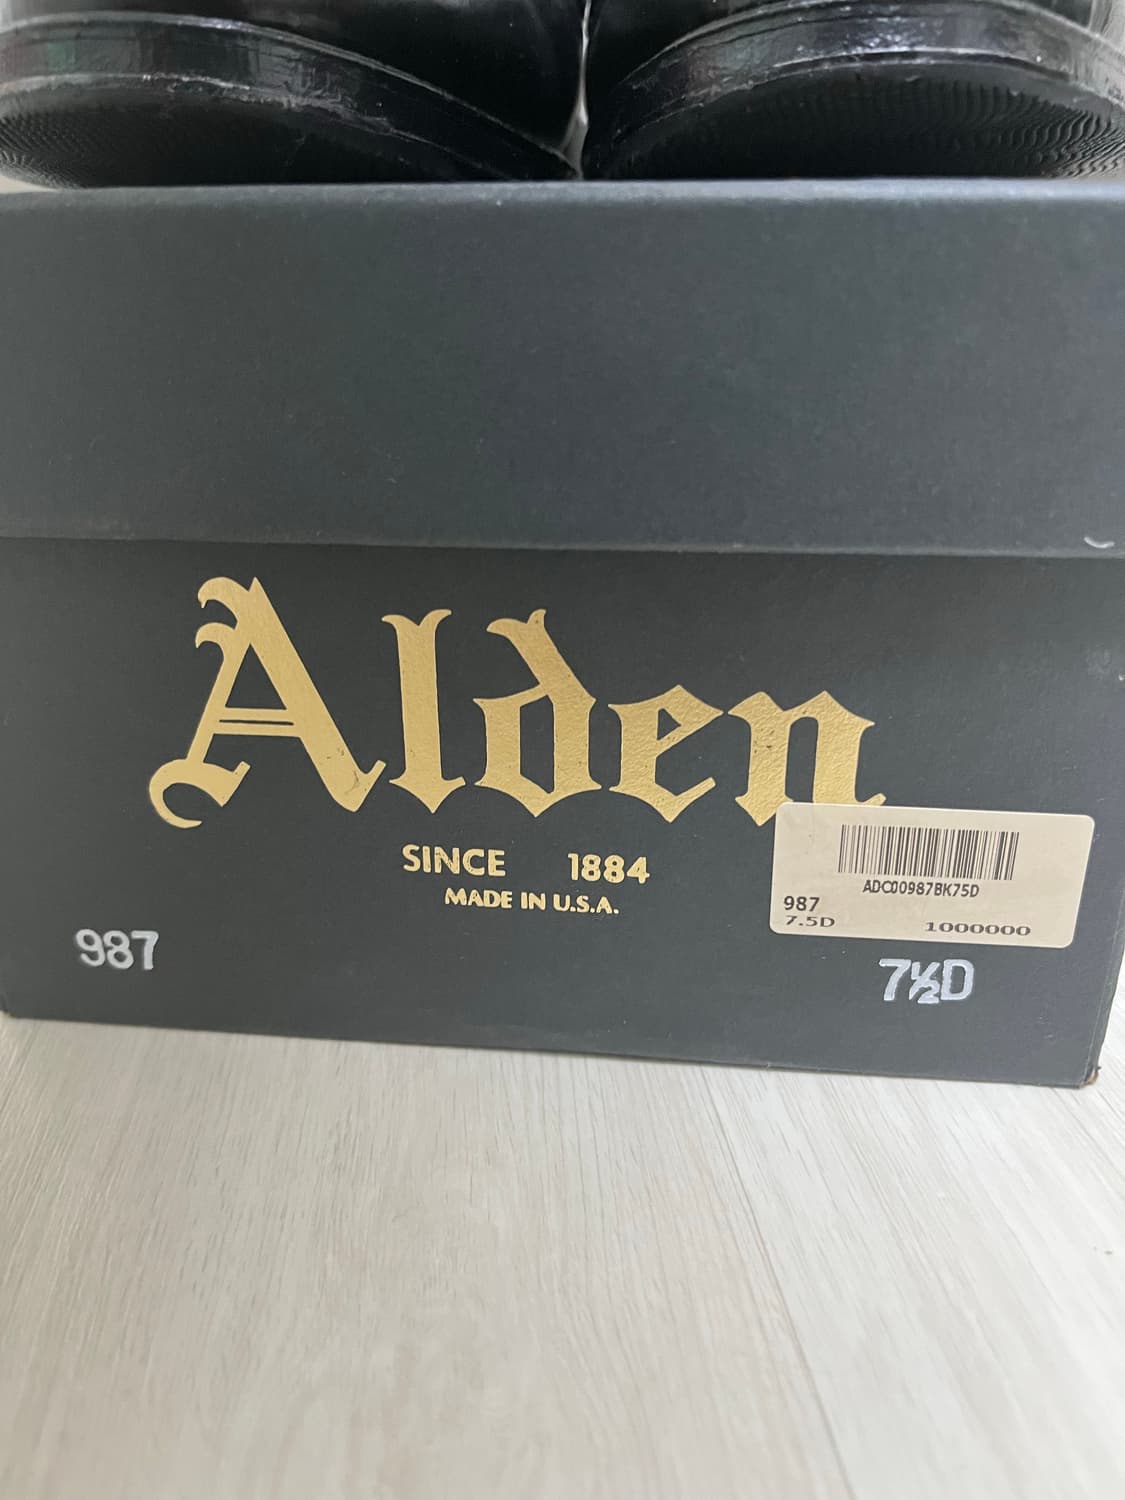 Alden
SINCE 1884
MADE IN U.S.A.
ADC00987BK75D
987
7.5D 1000000
987
7½D